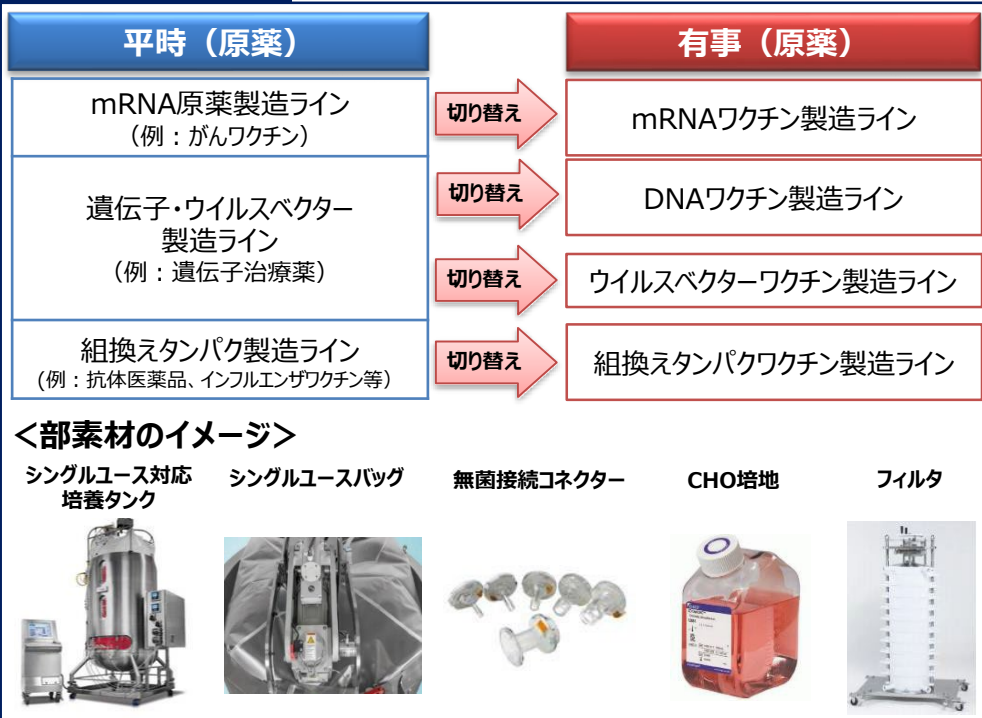 平時（原薬）
有事（原薬）
mRNA原薬製造ライン
（例：がんワクチン）
切り替え
mRNAワクチン製造ライン
遺伝子・ウイルスベクター
製造ライン
（例：遺伝子治療薬）
切り替え
DNAワクチン製造ライン
切り替え
ウイルスベクターワクチン製造ライン
組換えタンパク製造ライン
(例：抗体医薬品、インフルエンザワクチン等）
切り替え
組換えタンパクワクチン製造ライン
＜部素材のイメージ＞
シングルユース対応
培養タンク
シングルユースバッグ
無菌接続コネクター
CHO培地
フィルタ